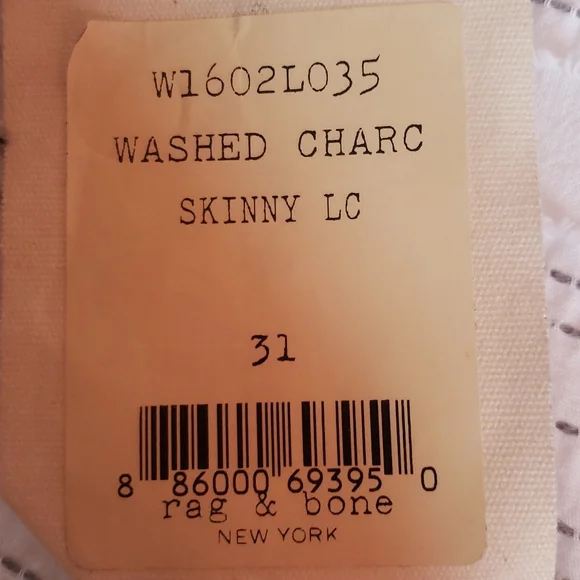 W1602L035
WASHED CHARC
SKINNY LC
31
8 86000 69395 0
rag & bone
NEW YORK